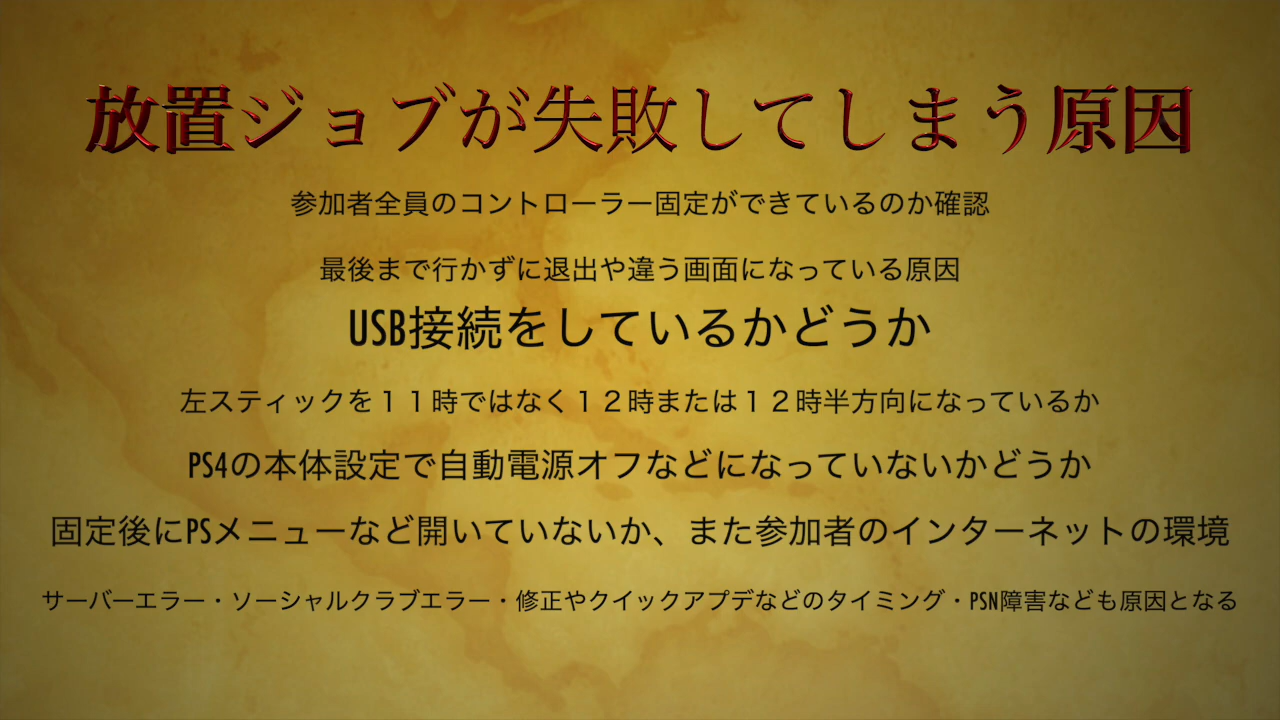 放置ジョブが失敗してしまう原因
参加者全員のコントローラー固定ができているのか確認
最後まで行かずに退出や違う画面になっている原因
USB接続をしているかどうか
左スティックを１１時ではなく１２時または１２時半方向になっているか
PS4の本体設定で自動電源オフなどになっていないかどうか
固定後にPSメニューなど開いていないか、また参加者のインターネットの環境
サーバーエラー・ソーシャルクラブエラー・修正やクイックアプデなどのタイミング・PSN障害なども原因となる